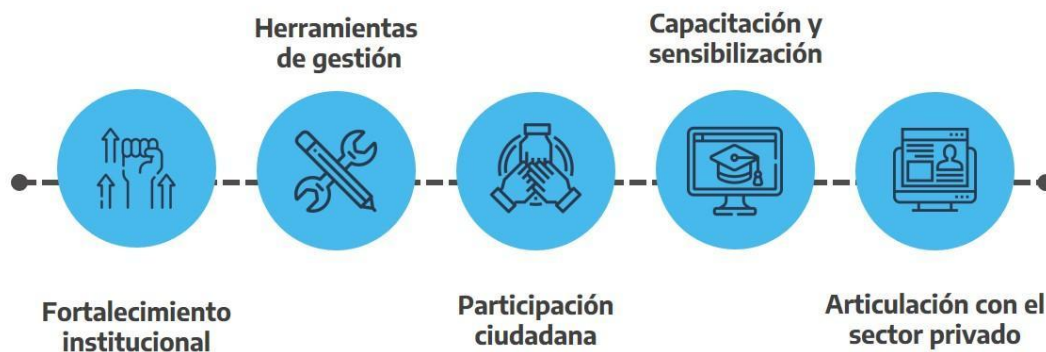 Herramientas
de gestión
Capacitación y
sensibilización
Fortalecimiento
institucional
Participación
ciudadana
Articulación con el
sector privado